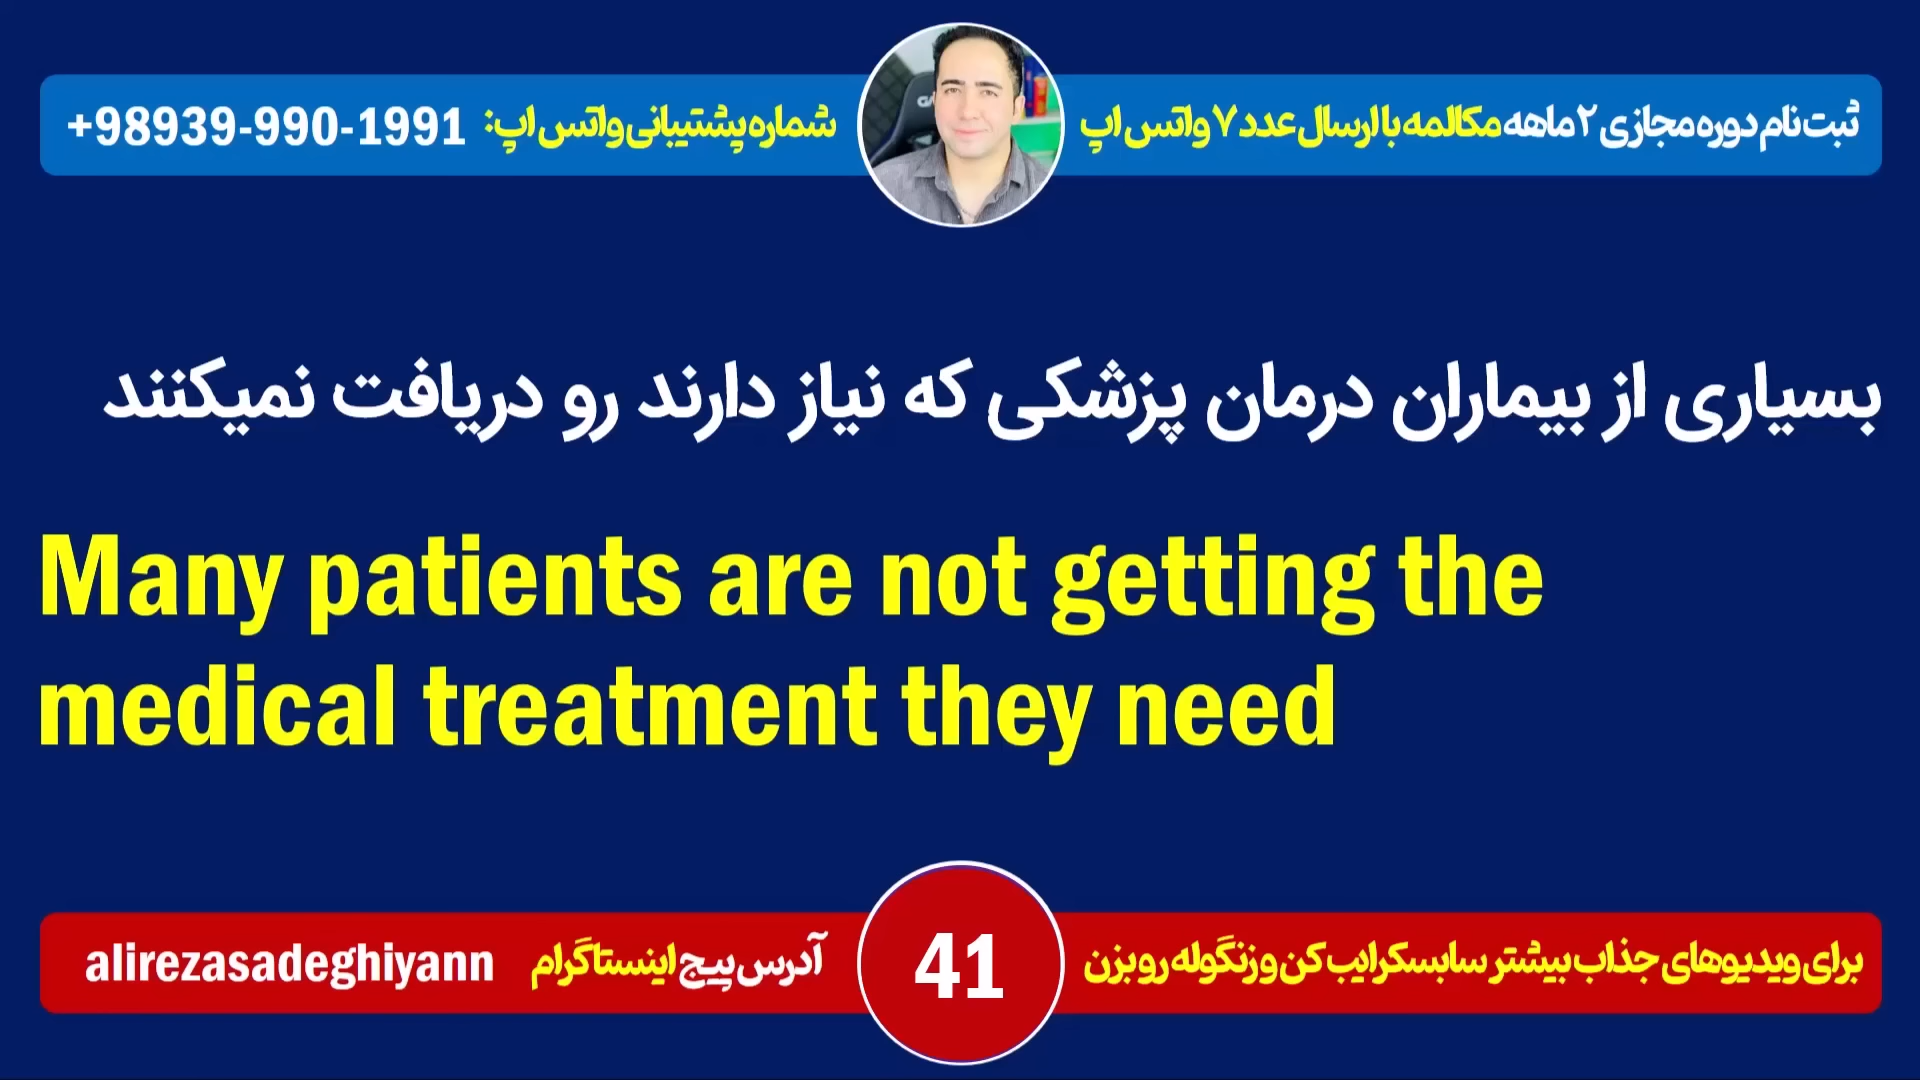 ثبت نام دوره مجازی ۲ ماهه مکالمه با ارسال عدد ۷ واتس اپ
شماره پشتیبانی واتس اپ: +98939-990-1991
بسیاری از بیماران درمان پزشکی که نیاز دارند رو دریافت نمیکنند
Many patients are not getting the
medical treatment they need
برای ویدیوهای جذاب بیشتر سابسکرایب کن و زنگوله رو بزن
41
آدرس پیج اینستاگرام alirezasadeghiyann